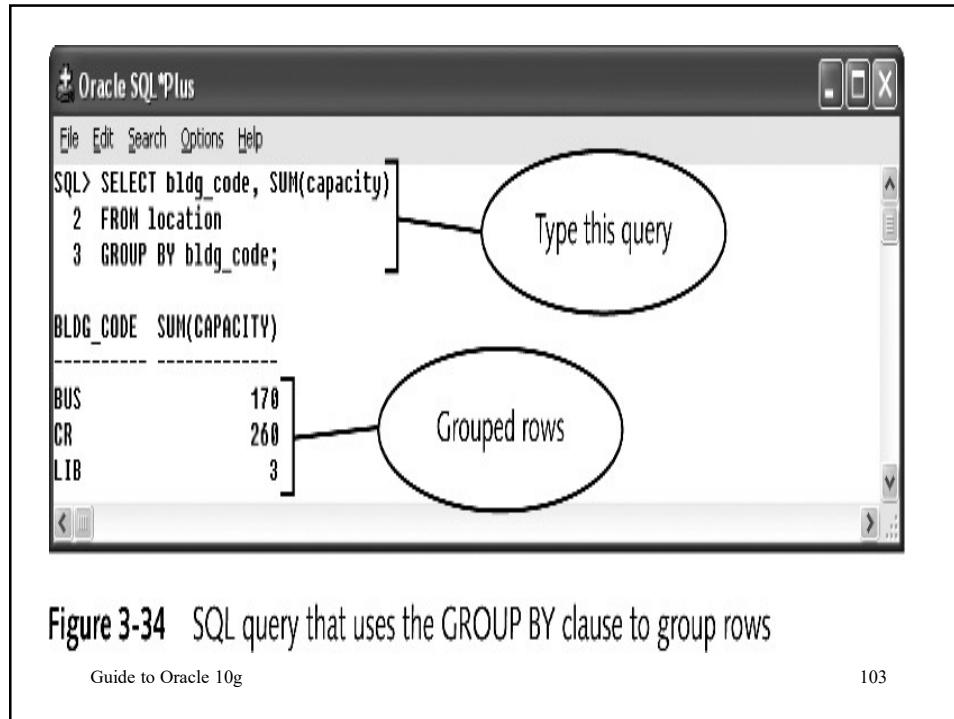 Oracle SQL*Plus
File Edit Search Options Help
SQL> SELECT bldg_code, SUM(capacity)
2 FROM location
3 GROUP BY bldg_code;
Type this query
BLDG_CODE SUM(CAPACITY)
---------- -------------
BUS 170
CR 260
LIB 3
Grouped rows
Figure 3-34 SQL query that uses the GROUP BY clause to group rows
Guide to Oracle 10g 103